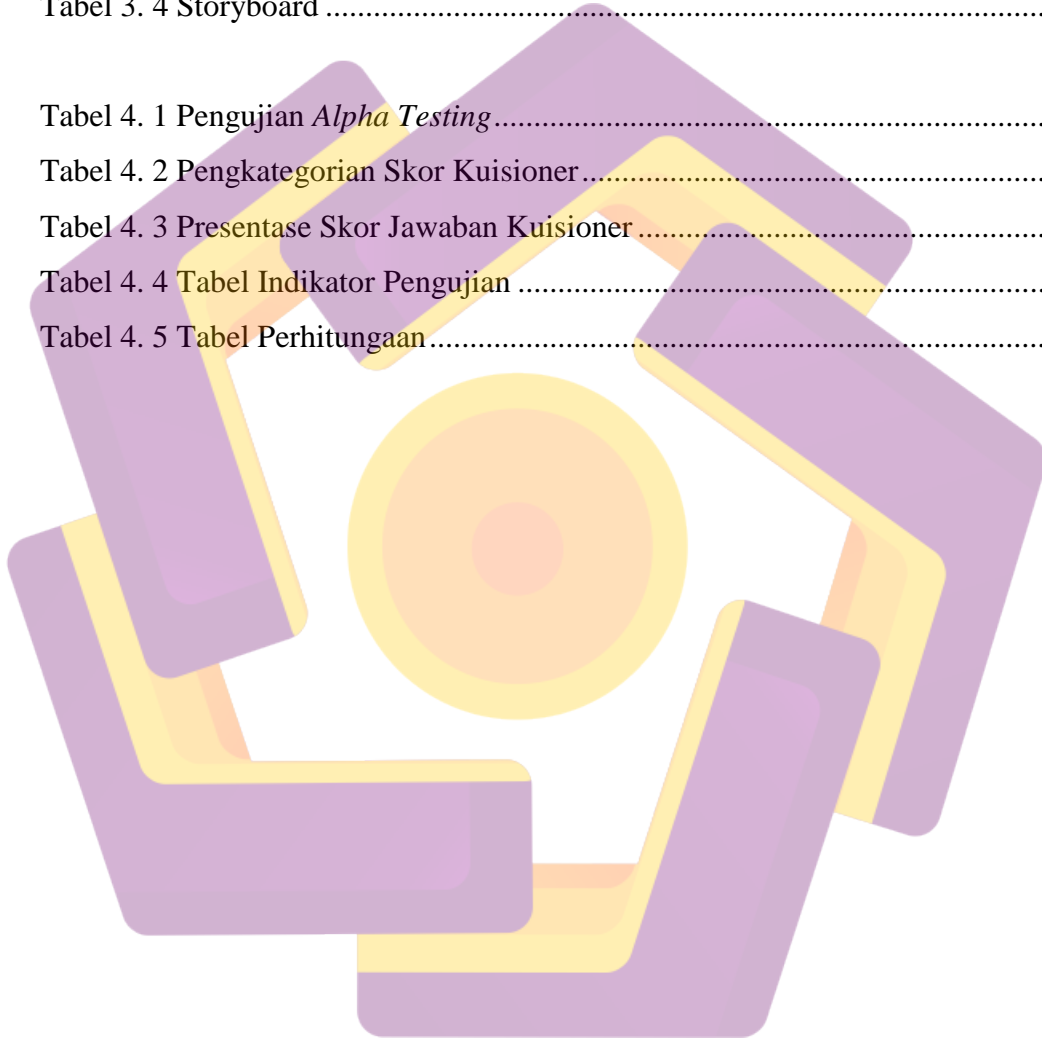 Tabel 3. 4 Storyboard ..........................................................................................
Tabel 4. 1 Pengujian Alpha Testing.....................................................................
Tabel 4. 2 Pengkategorian Skor Kuisioner..........................................................
Tabel 4. 3 Presentase Skor Jawaban Kuisioner ...................................................
Tabel 4. 4 Tabel Indikator Pengujian ..................................................................
Tabel 4. 5 Tabel Perhitungaan.............................................................................